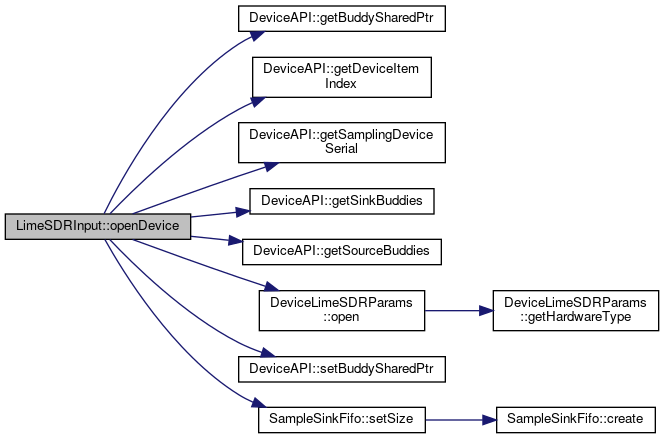 DeviceAPI::getBuddySharedPtr
DeviceAPI::getDeviceItem
Index
DeviceAPI::getSamplingDevice
Serial
DeviceAPI::getSinkBuddies
LimeSDRInput::openDevice
DeviceAPI::getSourceBuddies
DeviceLimeSDRParams
::open
DeviceLimeSDRParams
::getHardwareType
DeviceAPI::setBuddySharedPtr
SampleSinkFifo::setSize
SampleSinkFifo::create